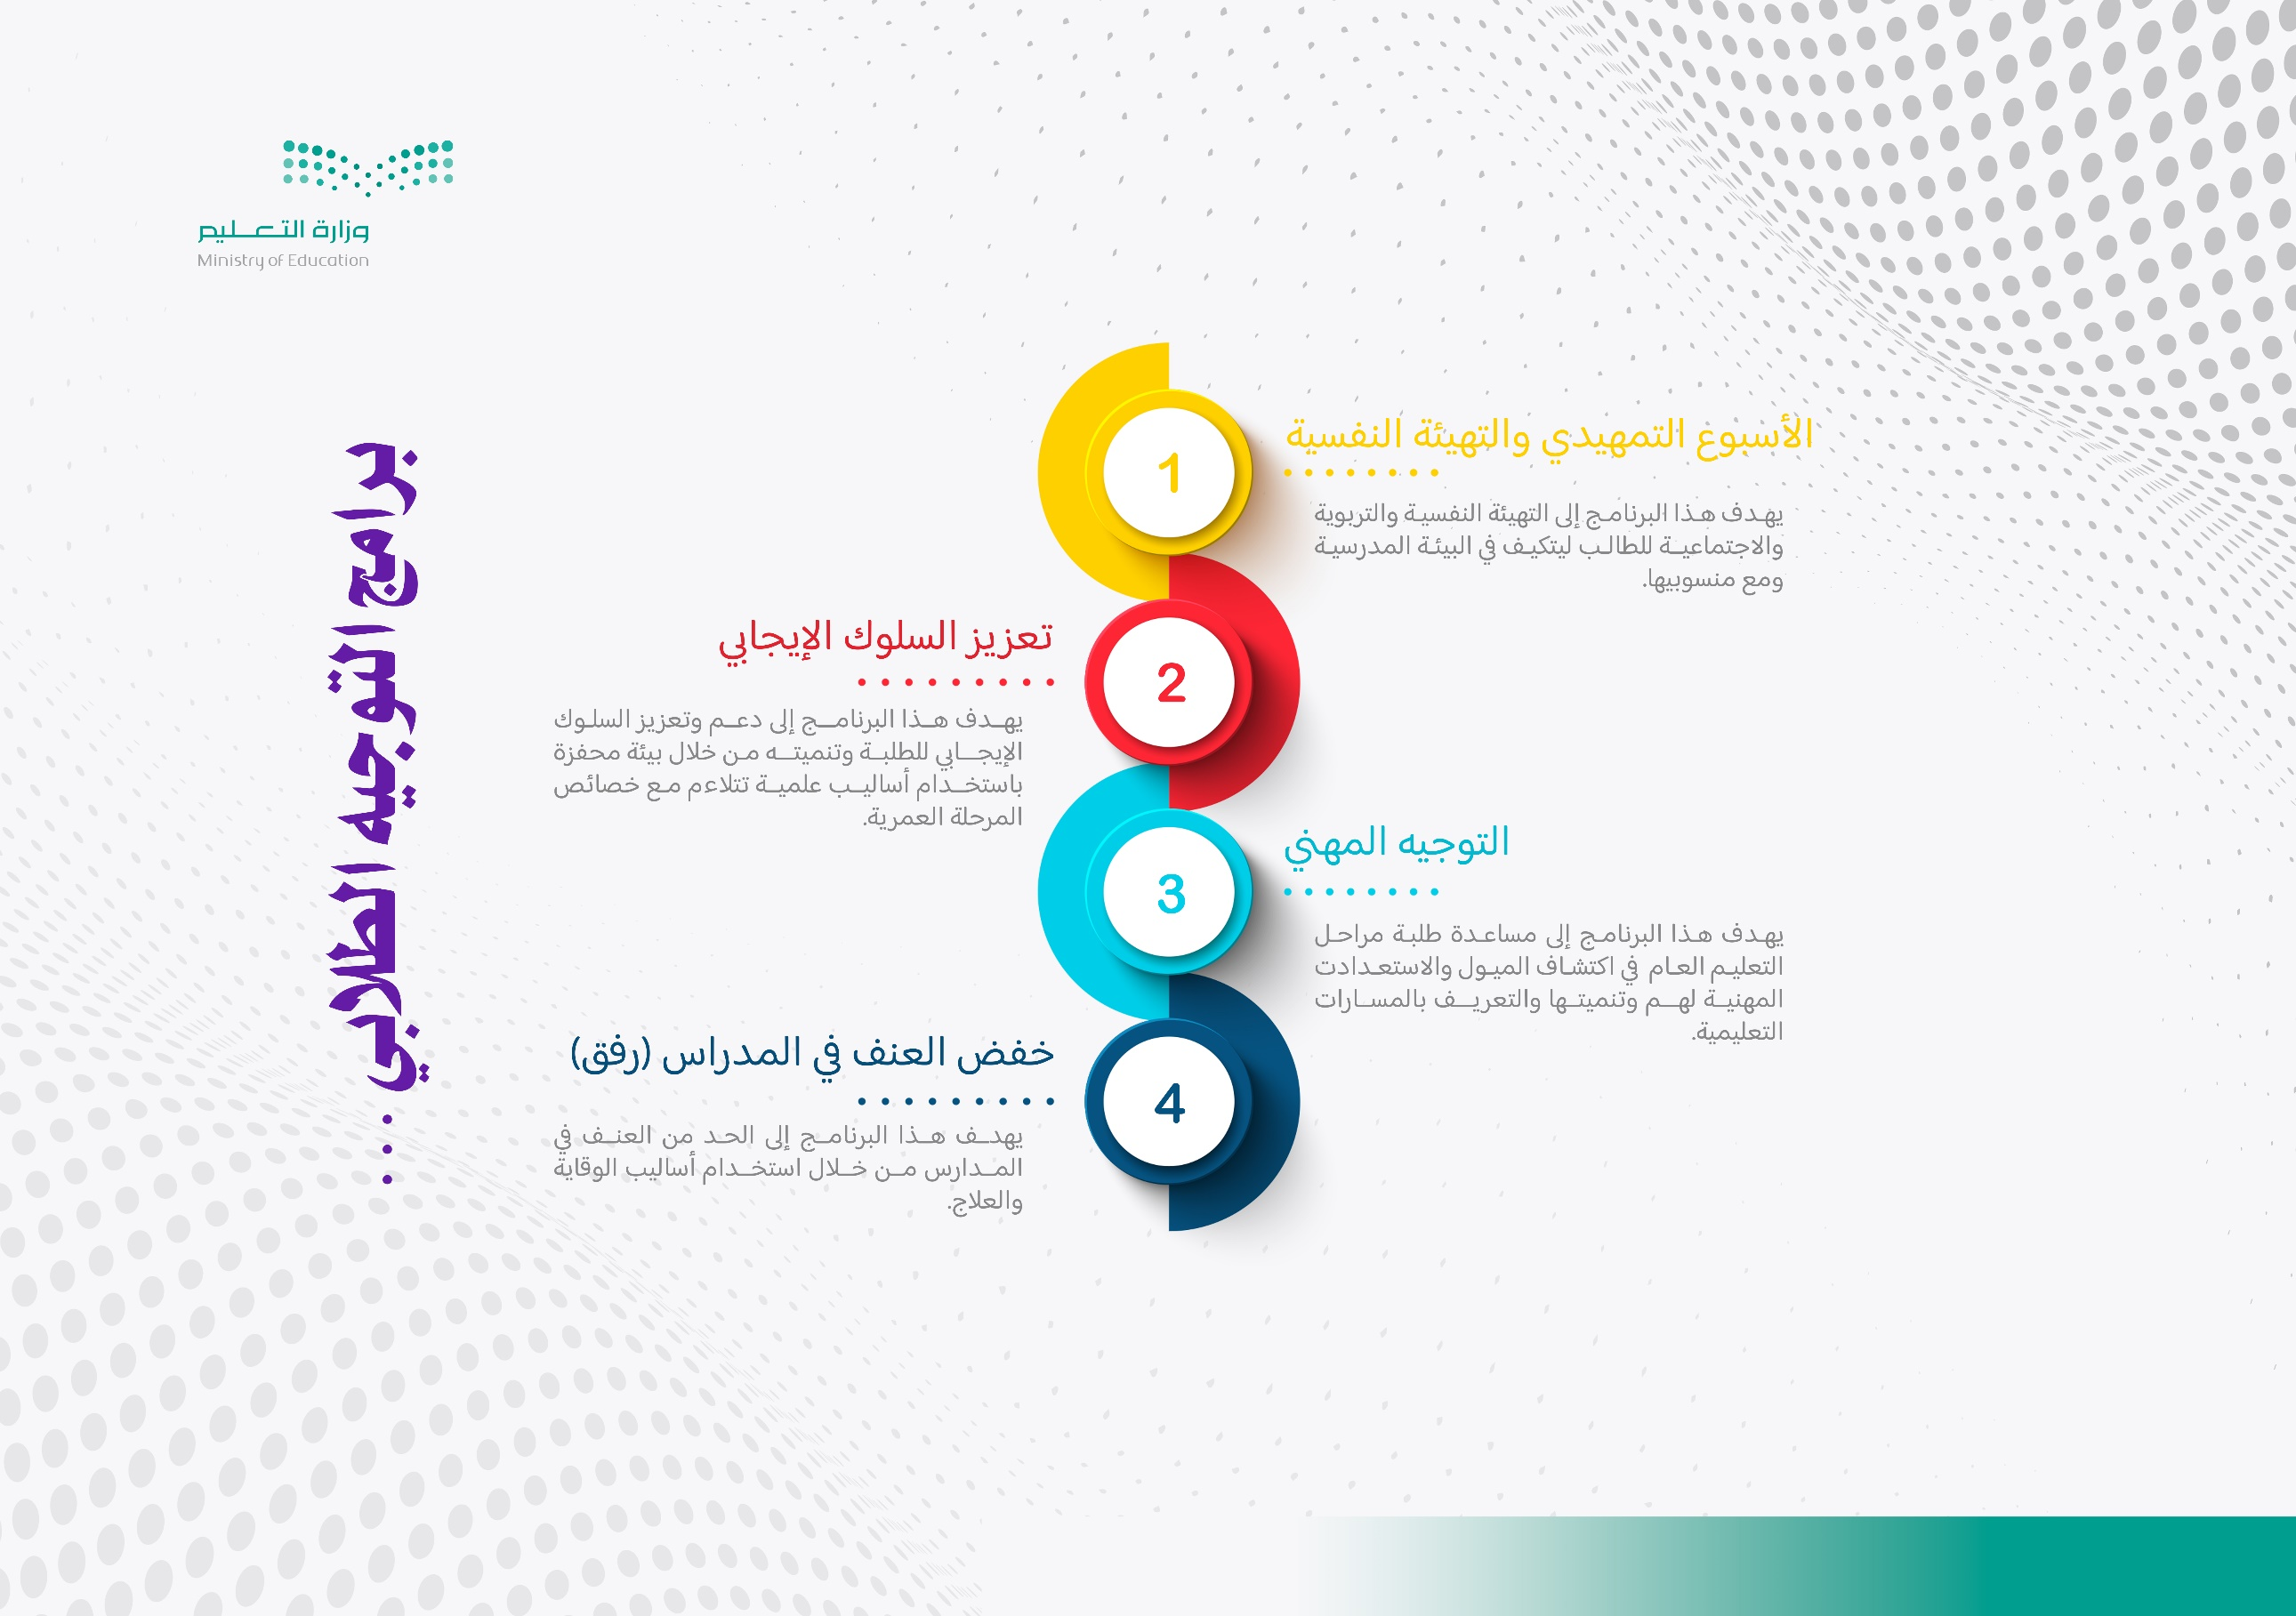 وزارة التعليم
Ministry of Education
برامج التوجيه الطلابي ...
1
الأسبوع التمهيدي والتهيئة النفسية
يهدف هذا البرنامج إلى التهيئة النفسية والتربوية
والاجتماعية للطالب ليتكيف في البيئة المدرسية
ومع منسوبيها.
2
تعزيز السلوك الإيجابي
يهدف هذا البرنامج إلى دعم وتعزيز السلوك
الإيجابي للطلبة وتنميته من خلال بيئة محفزة
باستخدام أساليب علمية تتلاءم مع خصائص
المرحلة العمرية.
3
التوجيه المهني
يهدف هذا البرنامج إلى مساعدة طلبة مراحل
التعليم العام في اكتشاف الميول والاستعدادت
المهنية لهم وتنميتها والتعريف بالمسارات
التعليمية.
4
خفض العنف في المدراس (رفق)
يهدف هذا البرنامج إلى الحد من العنف في
المدارس من خلال استخدام أساليب الوقاية
والعلاج.